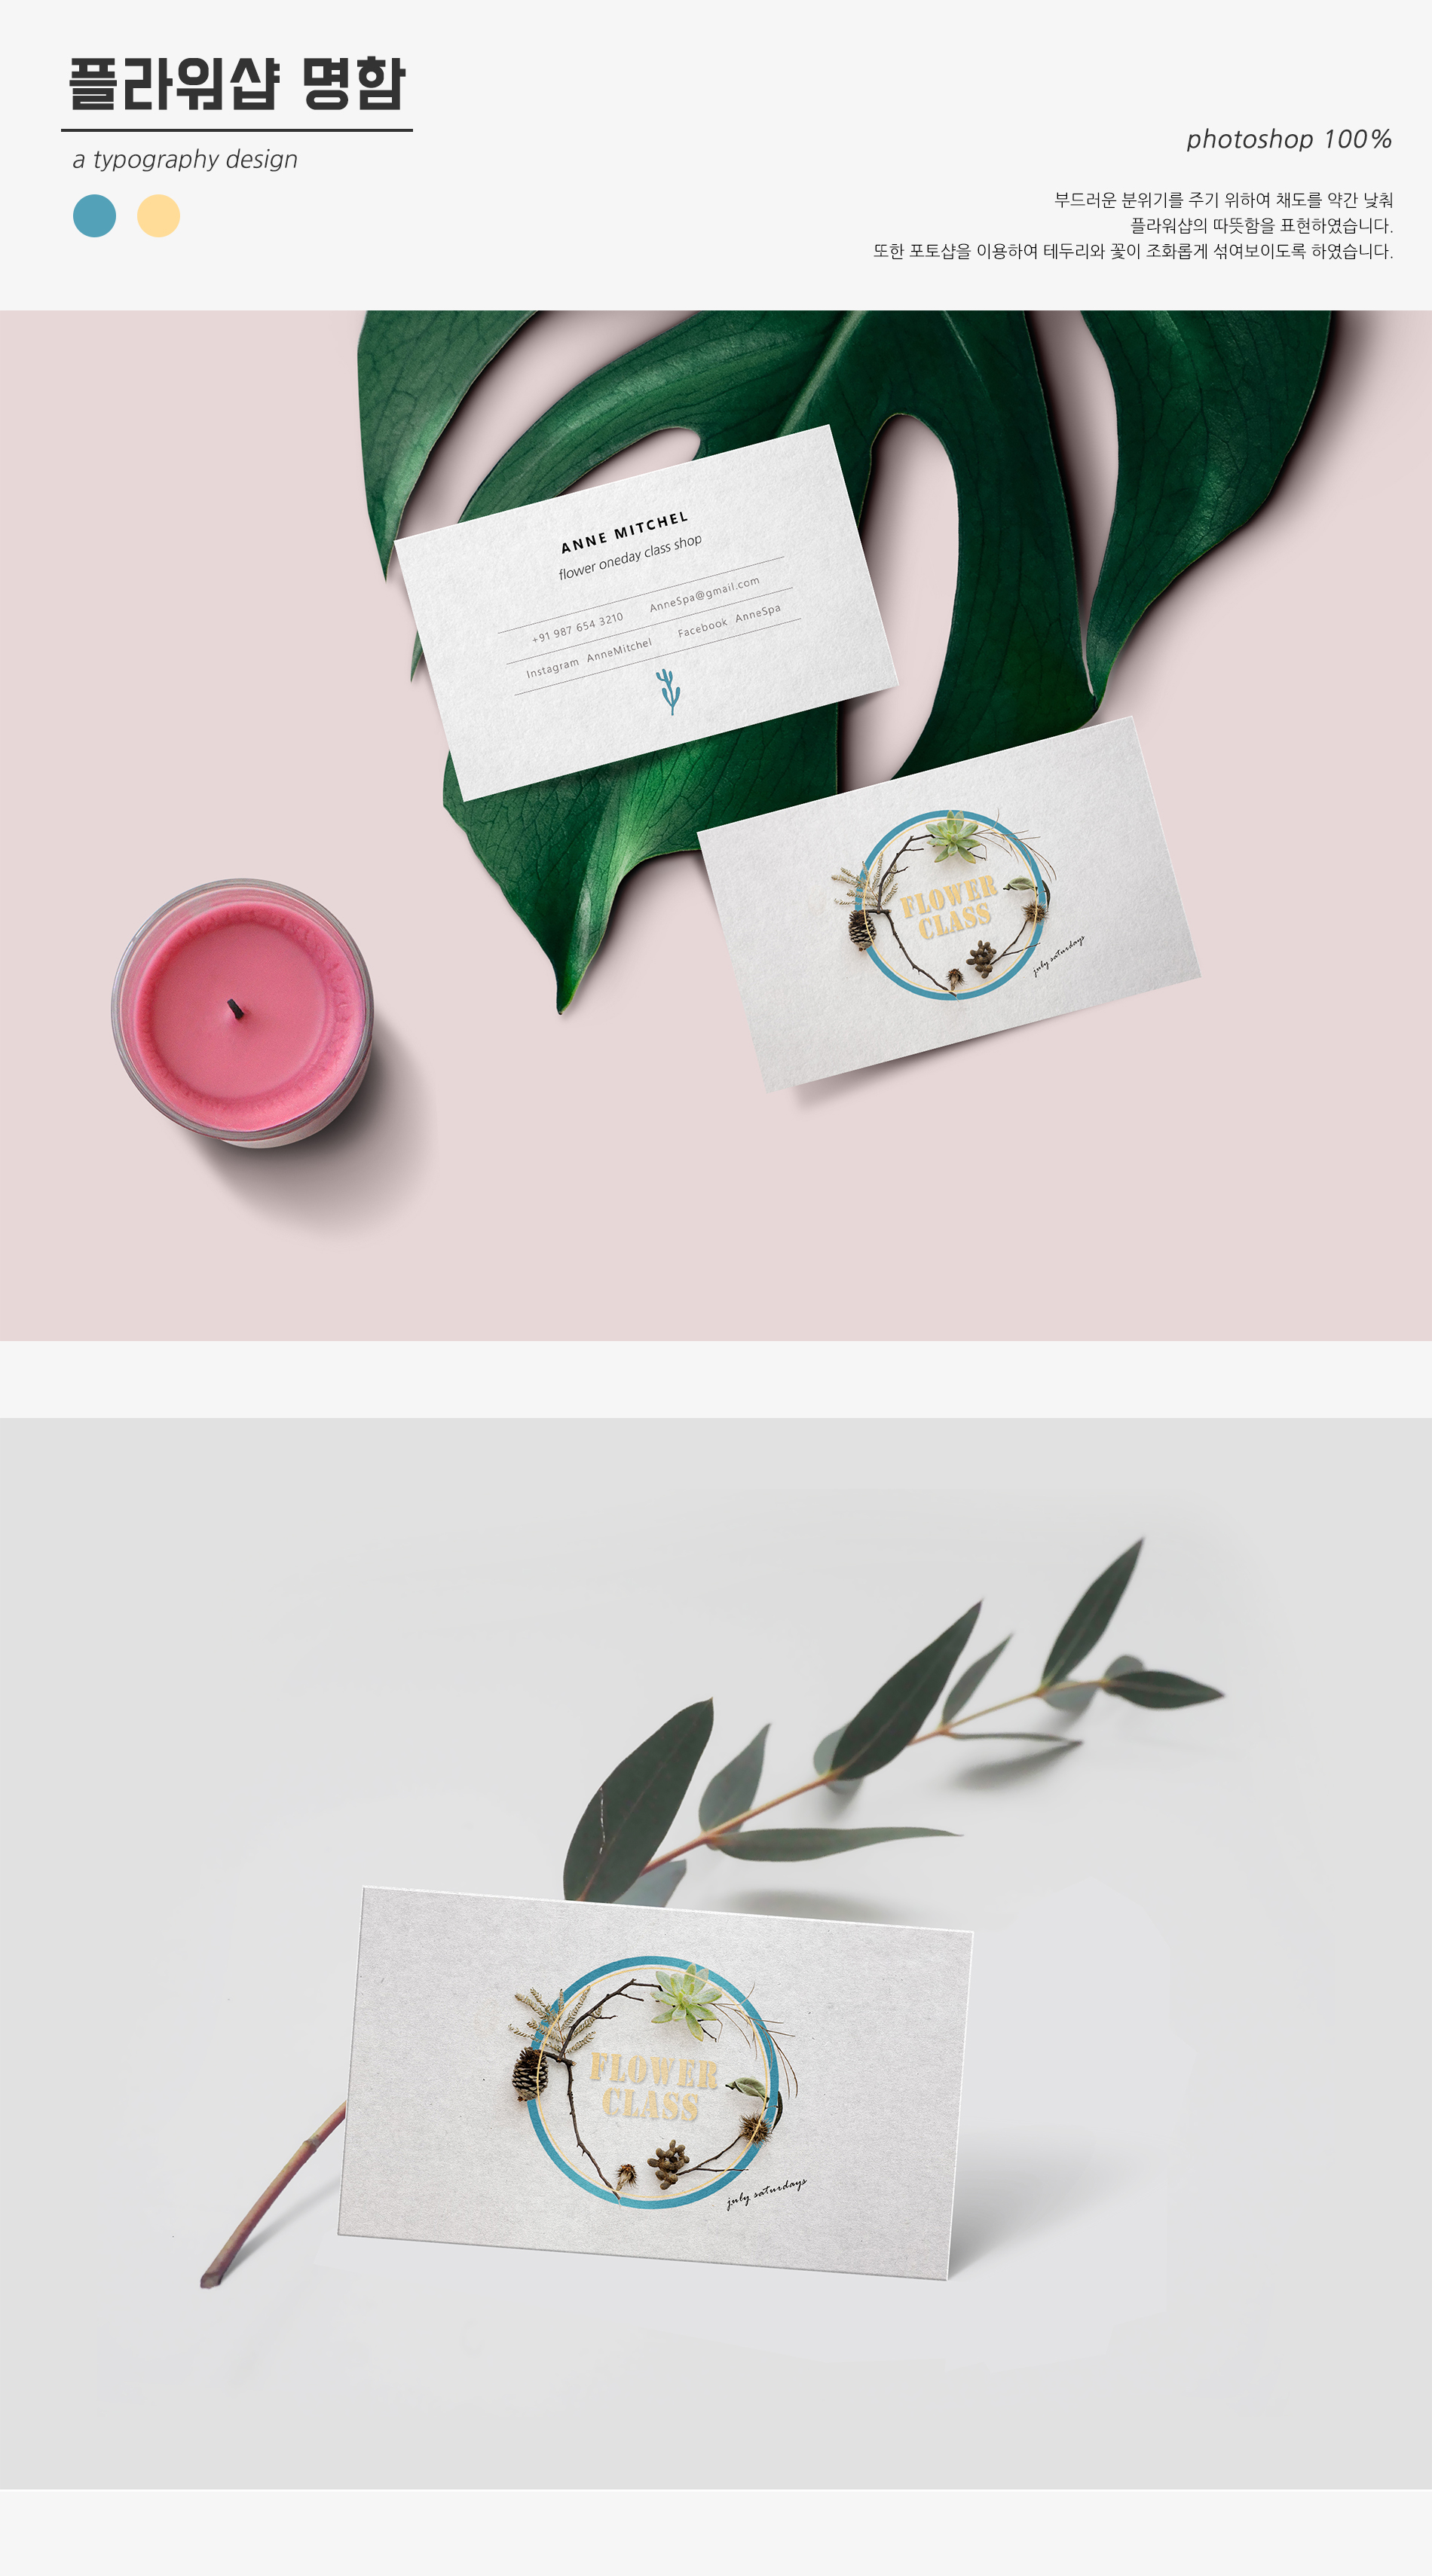 플라워샵 명함
a typography design
photoshop 100%
부드러운 분위기를 주기 위하여 채도를 약간 낮춰
플라워샵의 따뜻함을 표현하였습니다.
또한 포토샵을 이용하여 테두리와 꽃이 조화롭게 섞여보이도록 하였습니다.
ANNE MITCHEL
flower oneday class shop
+91 987 654 3210 AnneSpa@gmail.com
Instagram AnneMitchel Facebook AnneSpa
FLOWER
CLASS
july saturdays
FLOWER
CLASS
july saturdays